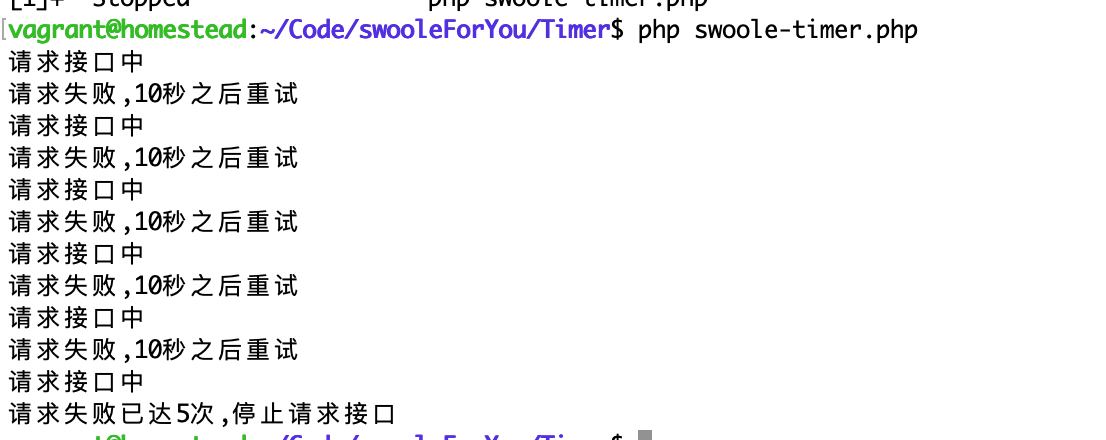 [1]+  Stopped                 php swoole-timer.php
vagrant@homestead:~/Code/swooleForYou/Timer$ php swoole-timer.php
请求接口中
请求失败,10秒之后重试
请求接口中
请求失败,10秒之后重试
请求接口中
请求失败,10秒之后重试
请求接口中
请求失败,10秒之后重试
请求接口中
请求失败,10秒之后重试
请求接口中
请求失败已达5次,停止请求接口
vagrant@homestead:~/Code/swooleForYou/Timer$